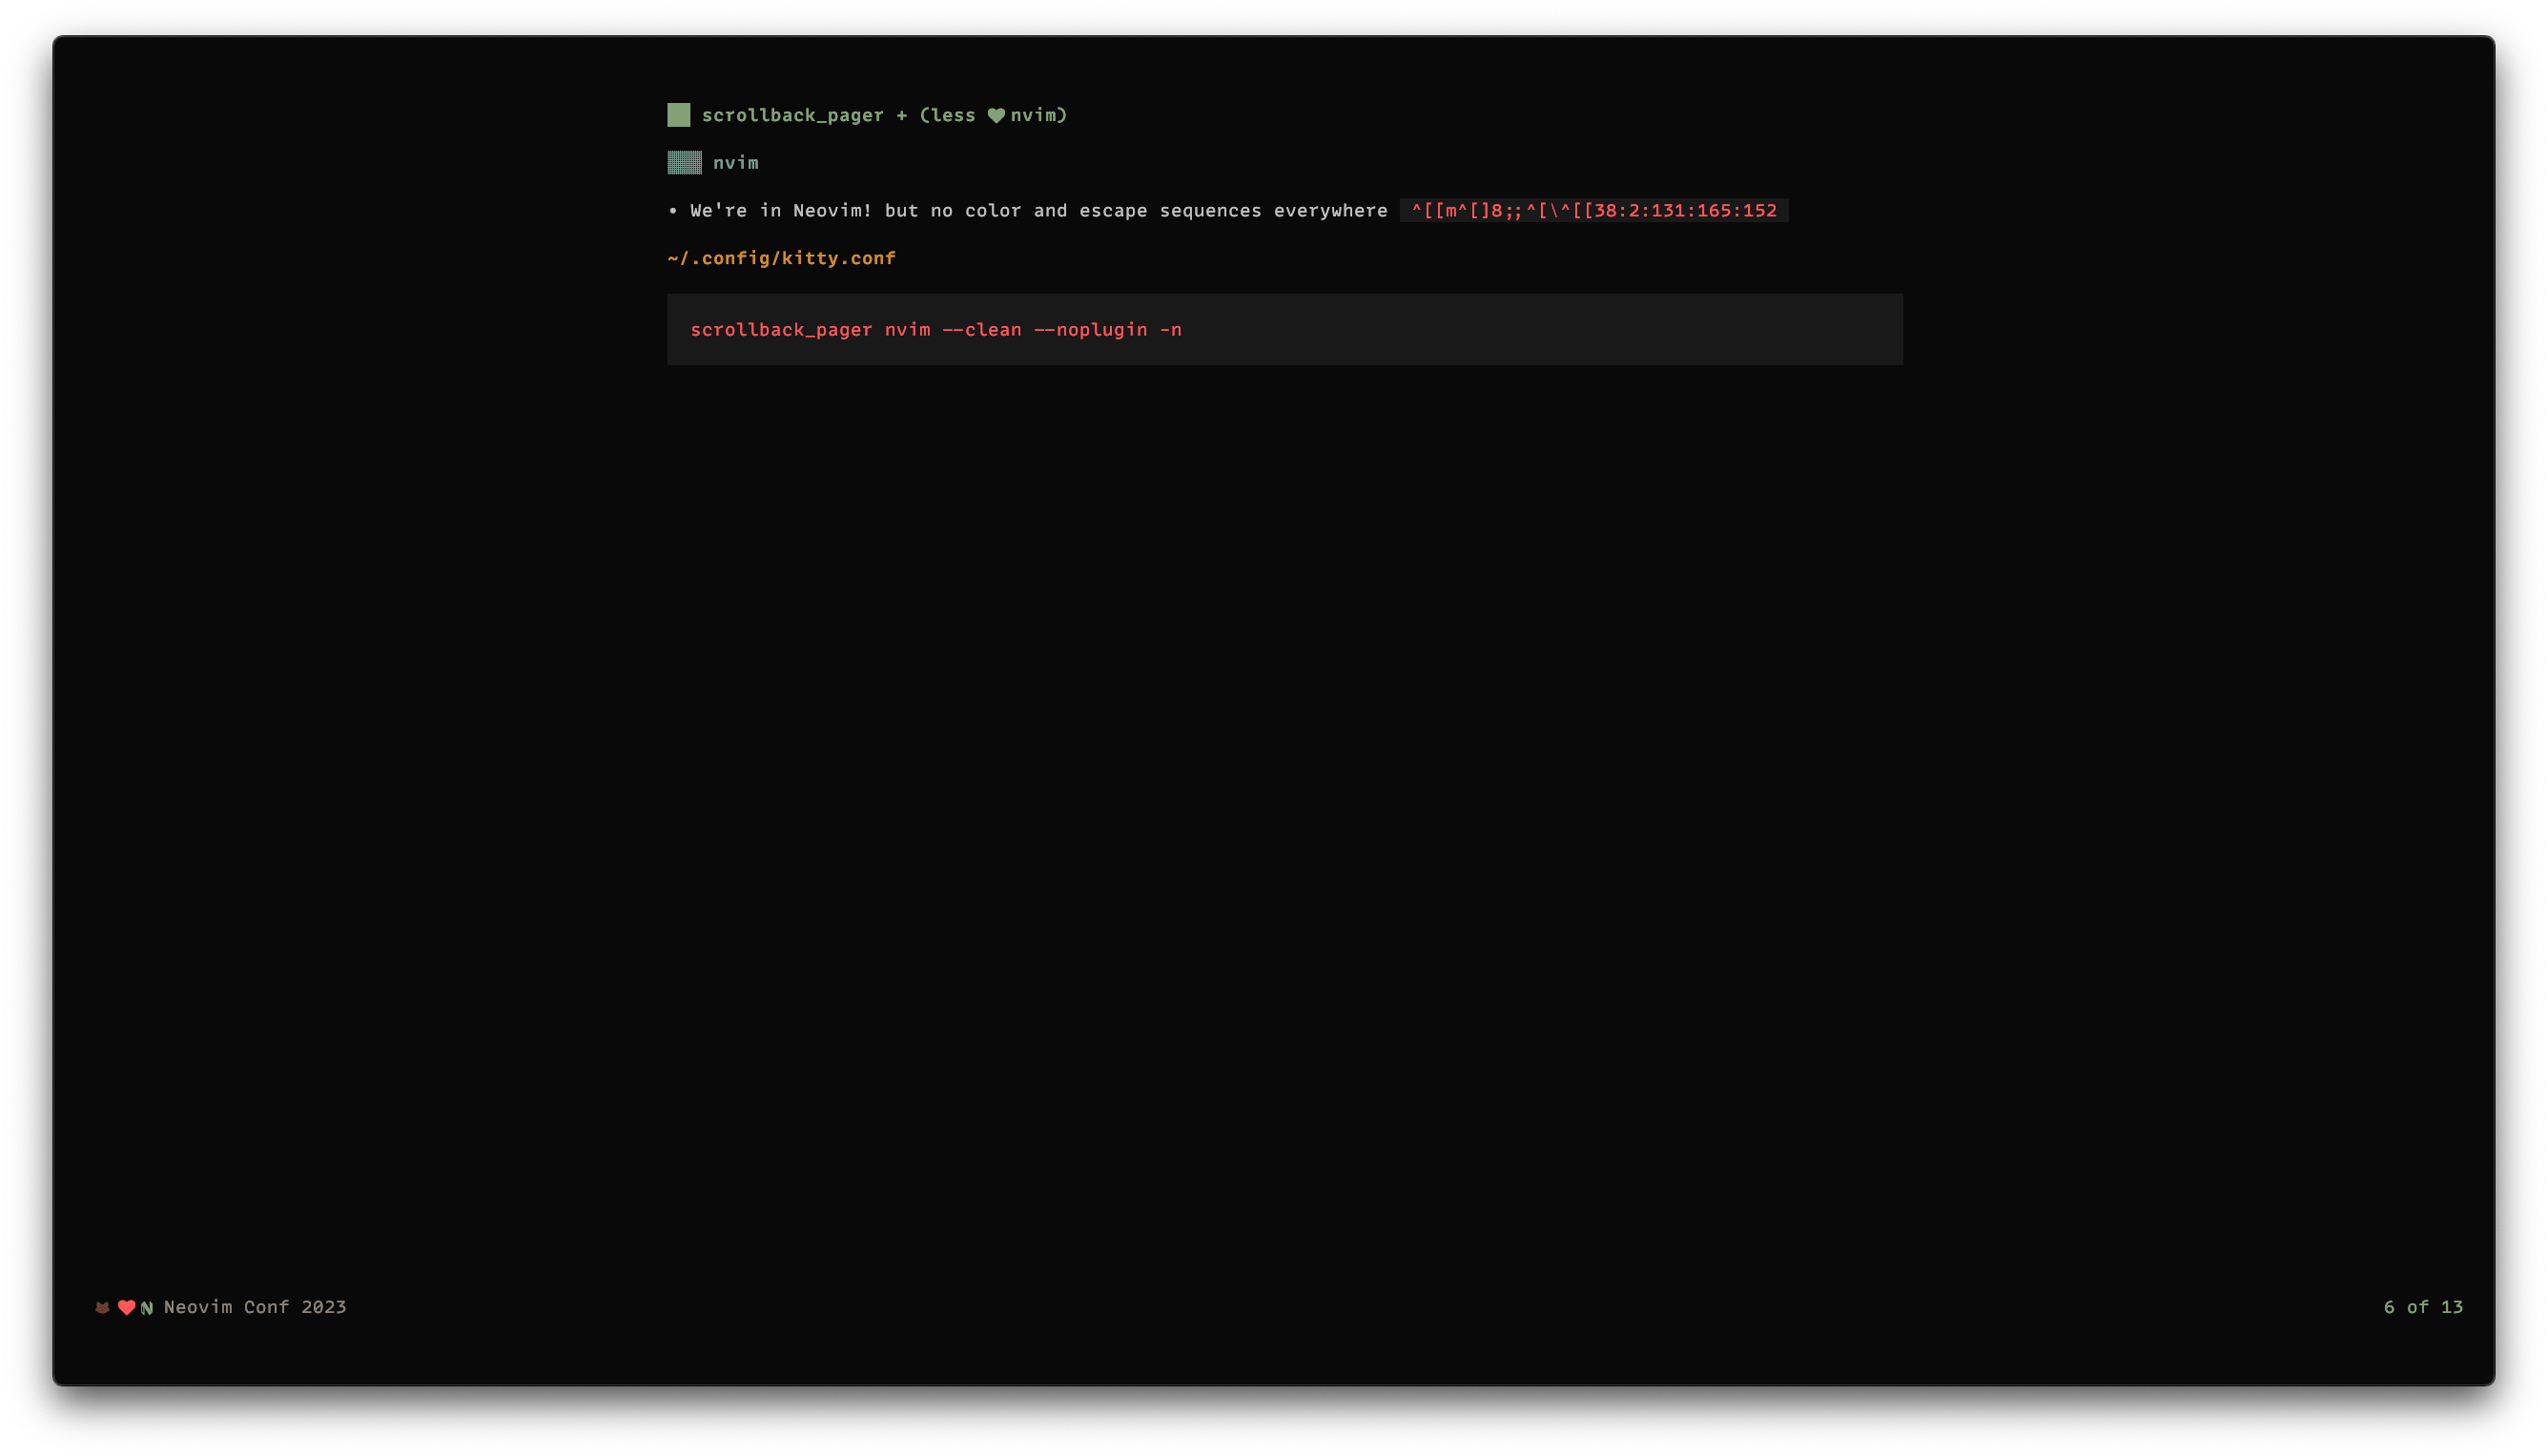 scrollback_pager + (less ♥ nvim)
▓▓▓ nvim
• We're in Neovim! but no color and escape sequences everywhere ^[[m^[]8;;^[\^[[38:2:131:165:152
~/.config/kitty.conf
scrollback_pager nvim --clean --noplugin -n
♥ Neovim Conf 2023
6 of 13